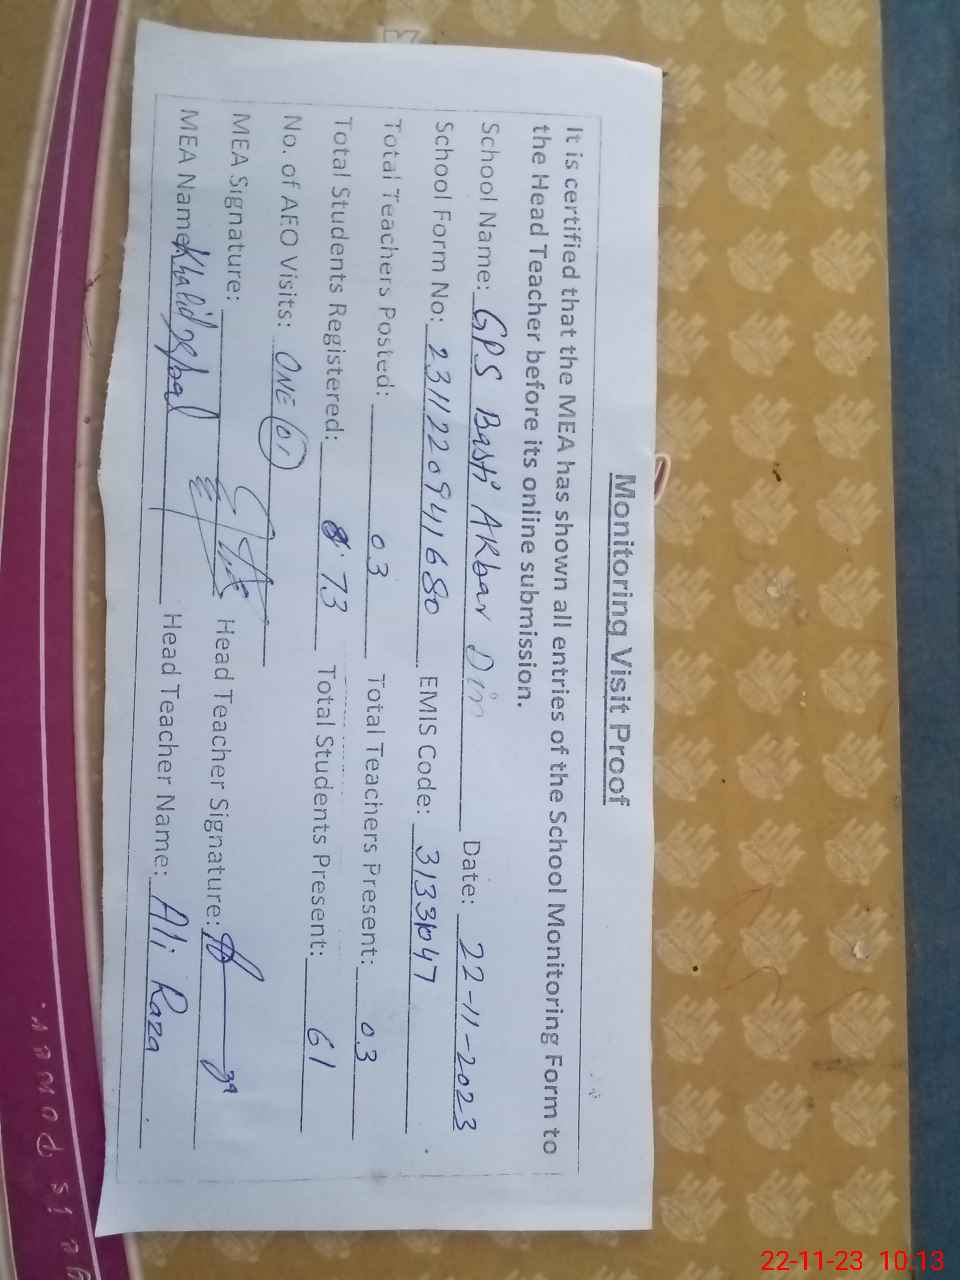 Monitoring Visit Proof
It is certified that the MEA has shown all entries of the School Monitoring Form to
the Head Teacher before its online submission.
School Name: GPS Basti Akbar Din Date: 22-11-2023
School Form No: 23112209411680 EMIS Code: 31331047
Total Teachers Posted: 03 Total Teachers Present: 03
Total Students Registered: 73 Total Students Present: 61
No. of AEO Visits: ONE (01)
MEA Signature: Head Teacher Signature:
MEA Name: Khalid Iqbal Head Teacher Name: Ali Raza
22-11-23 10.13